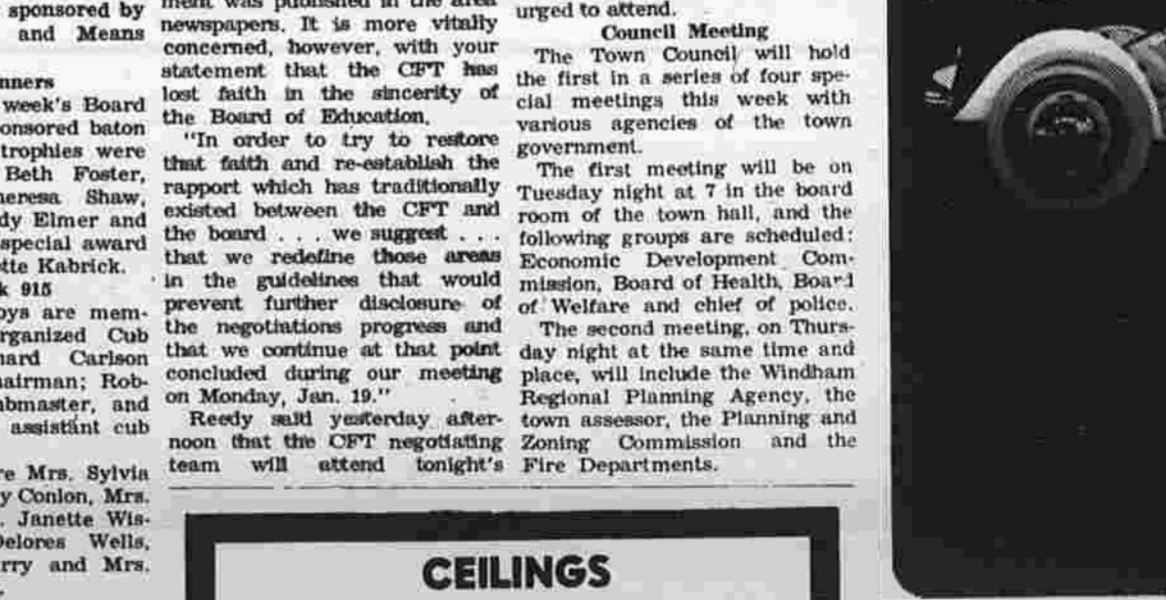 sponsored by
and Means
nners
week's Board
onsored baton
trophies were
Beth Foster,
heresa Shaw,
dy Elmer and
special award
tte Kabrick.
k 915
oys are mem-
rganized Cub
hard Carlson
airman; Rob-
bmaster, and
assistant cub
re Mrs. Sylvia
y Conlon, Mrs.
. Janette Wis-
Delores Wells,
rry and Mrs.
ment was published in the area
newspapers. It is more vitally
concerned, however, with your
statement that the CFT has
lost faith in the sincerity of
the Board of Education.
"In order to try to restore
that faith and re-establish the
rapport which has traditionally
existed between the CFT and
the board . . . we suggest . . .
that we redefine those areas
in the guidelines that would
prevent further disclosure of
the negotiations progress and
that we continue at that point
concluded during our meeting
on Monday, Jan. 19."
Reedy said yesterday after-
noon that the CFT negotiating
team will attend tonight's
urged to attend.
Council Meeting
The Town Council will hold
the first in a series of four spe-
cial meetings this week with
various agencies of the town
government.
The first meeting will be on
Tuesday night at 7 in the board
room of the town hall, and the
following groups are scheduled:
Economic Development Com-
mission, Board of Health, Board
of Welfare and chief of police.
The second meeting, on Thurs-
day night at the same time and
place, will include the Windham
Regional Planning Agency, the
town assessor, the Planning and
Zoning Commission and the
Fire Departments.
CEILINGS